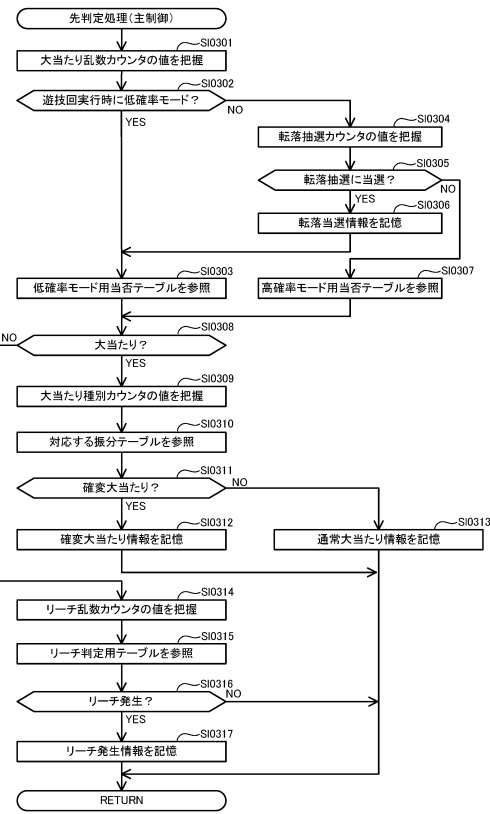 先判定処理(主制御)
SI0301
大当たり乱数カウンタの値を把握
SI0302
遊技回実行時に低確率モード？
NO
YES
SI0304
転落抽選カウンタの値を把握
SI0305
転落抽選に当選？
NO
YES
SI0306
転落当選情報を記憶
SI0303
低確率モード用当否テーブルを参照
SI0307
高確率モード用当否テーブルを参照
SI0308
NO
大当たり？
YES
SI0309
大当たり種別カウンタの値を把握
SI0310
対応する振分テーブルを参照
SI0311
確変大当たり？
NO
YES
SI0312
確変大当たり情報を記憶
SI0313
通常大当たり情報を記憶
SI0314
リーチ乱数カウンタの値を把握
SI0315
リーチ判定用テーブルを参照
SI0316
リーチ発生？
NO
YES
SI0317
リーチ発生情報を記憶
RETURN